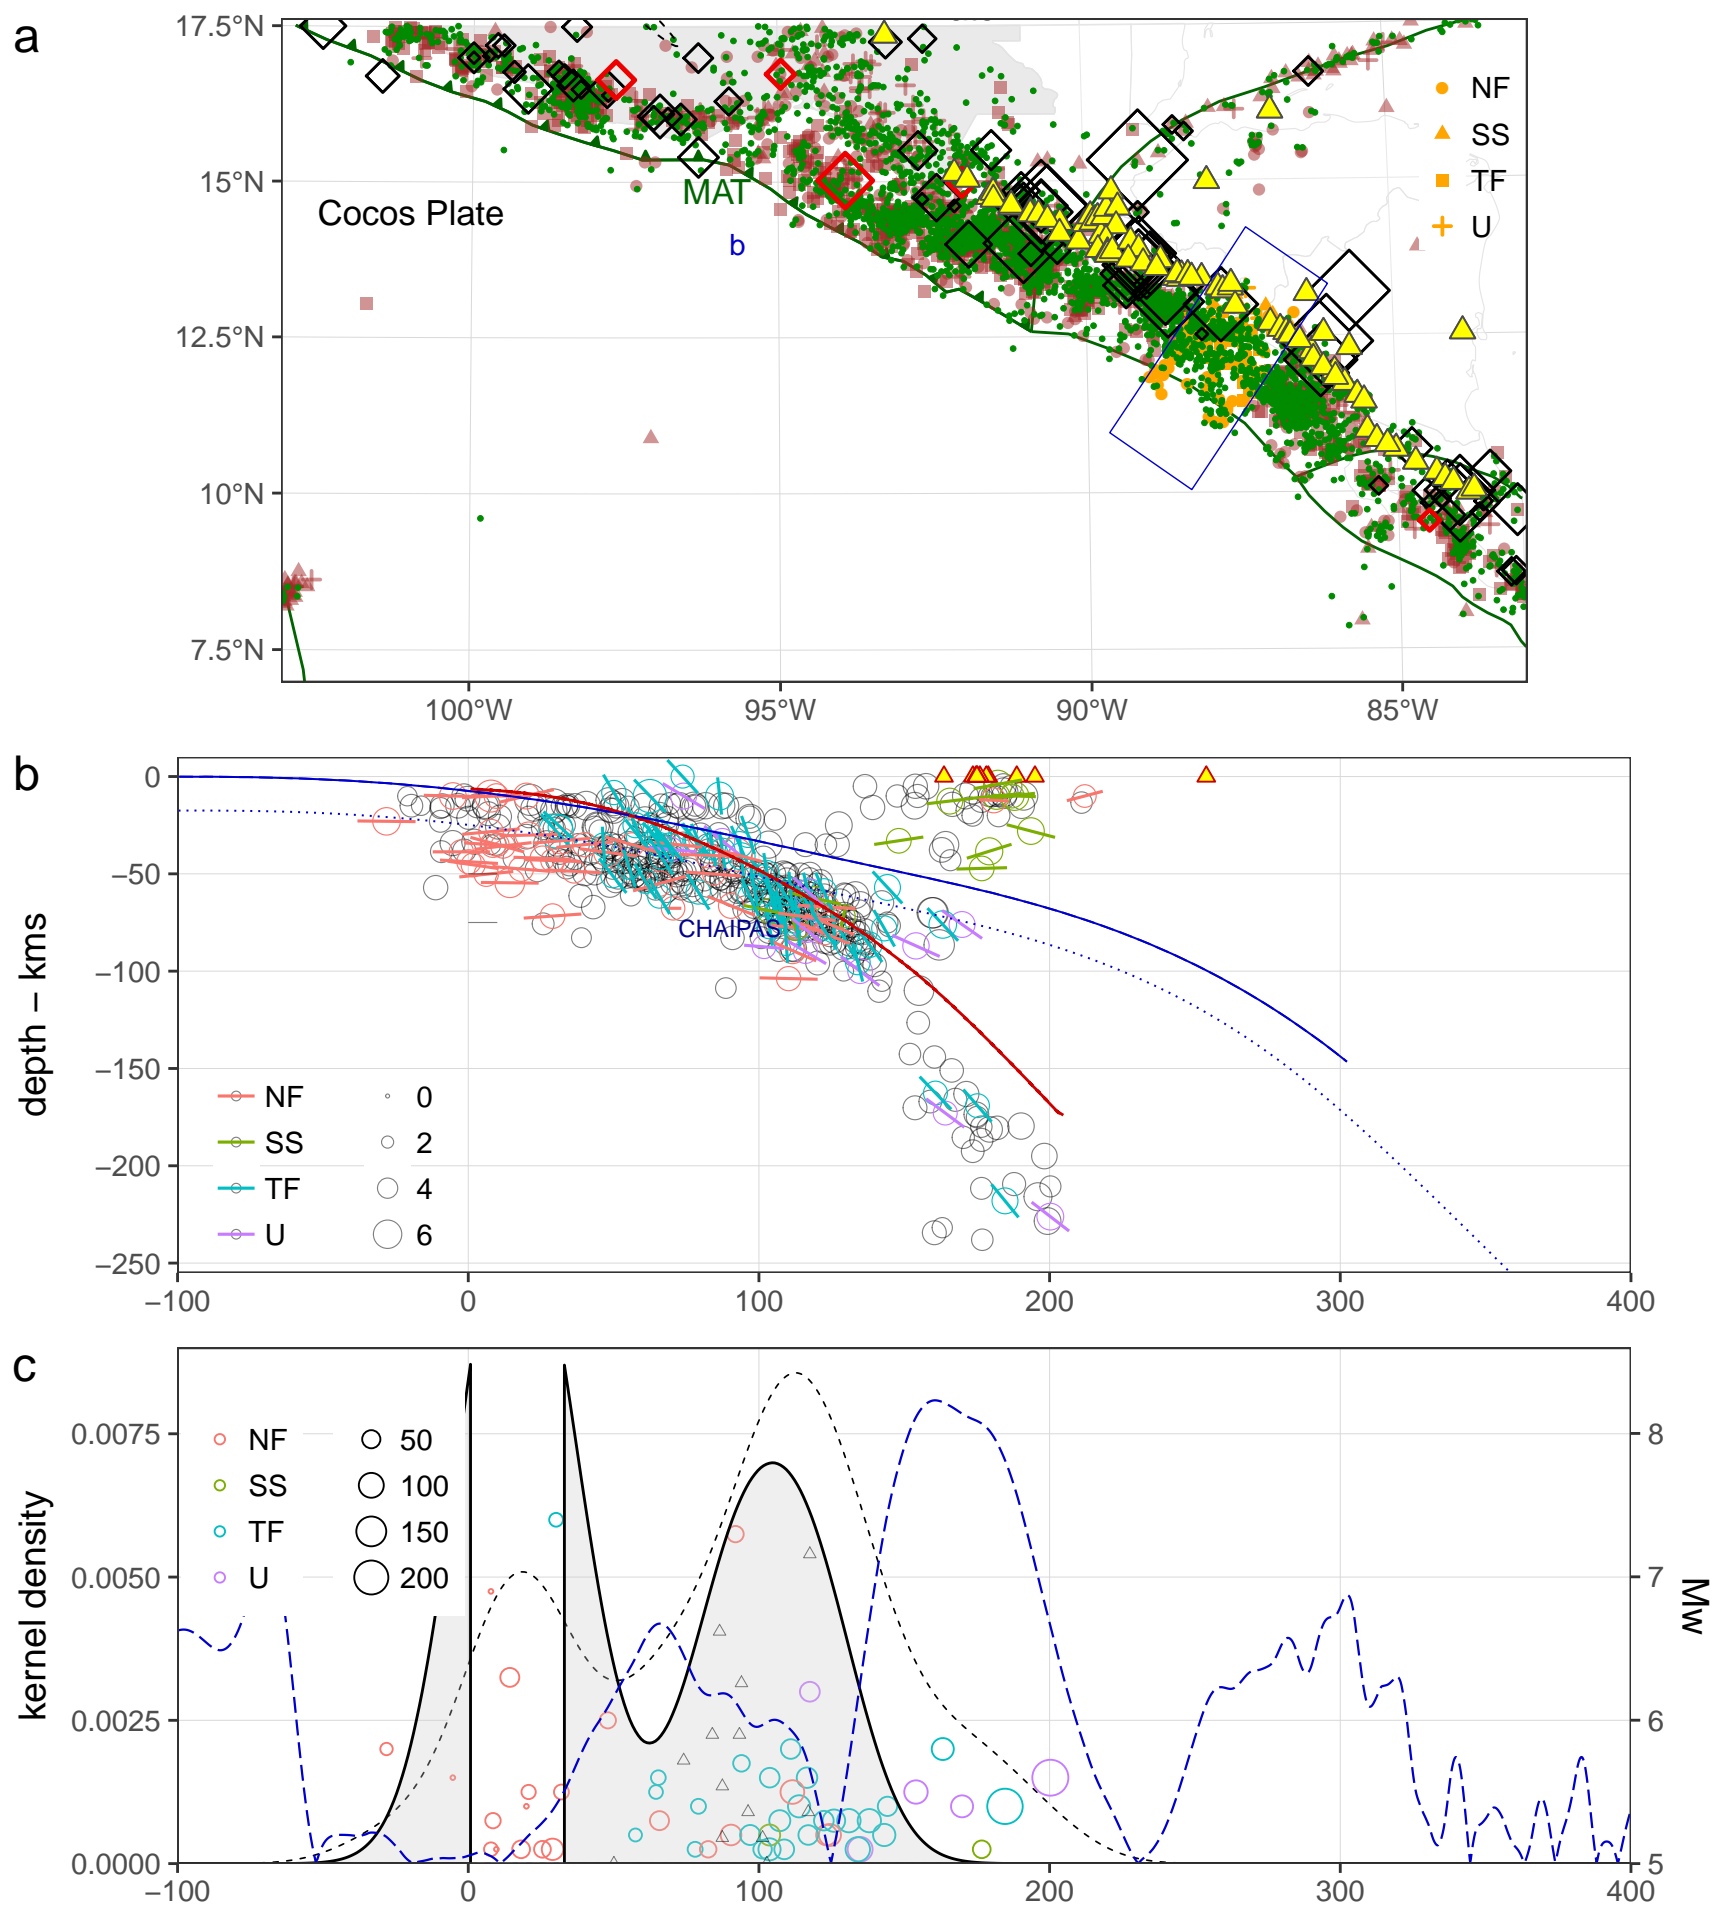 a
17.5°N
15°N
12.5°N
10°N
7.5°N
100°W
95°W
90°W
85°W
Cocos Plate
MAT
b
NF
SS
TF
U
b
depth – kms
0
−50
−100
−150
−200
−250
−100
0
100
200
300
400
CHAIPAS
NF
SS
TF
U
0
2
4
6
c
kernel density
0.0075
0.0050
0.0025
0.0000
−100
0
100
200
300
400
NF
SS
TF
U
50
100
150
200
8
7
6
5
Mw